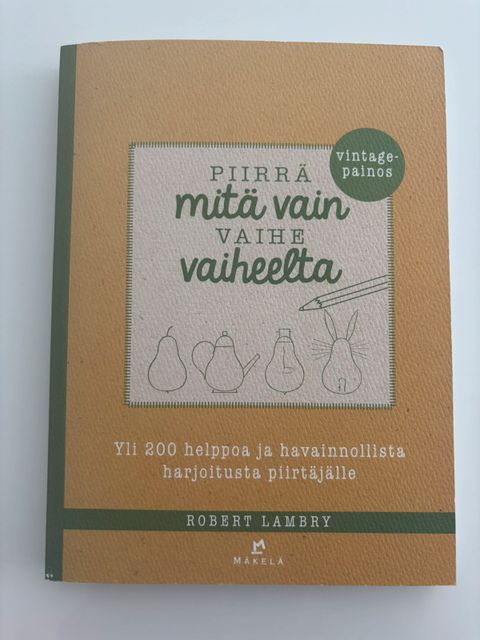 vintage-
painos
PIIRRÄ
mitä vain
VAIHE
vaiheelta
Yli 200 helppoa ja havainnollista
harjoitusta piirtäjälle
ROBERT LAMBRY
MÄKELÄ